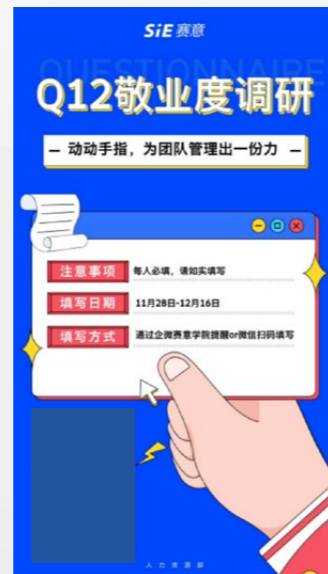 SiE 赛意
QUESTIONNAIRE
Q12敬业度调研
— 动动手指，为团队管理出一份力 —
注意事项 每人必填，请如实填写
填写日期 11月28日-12月16日
填写方式 通过企微赛意学院提醒or微信扫码填写
人力资源部